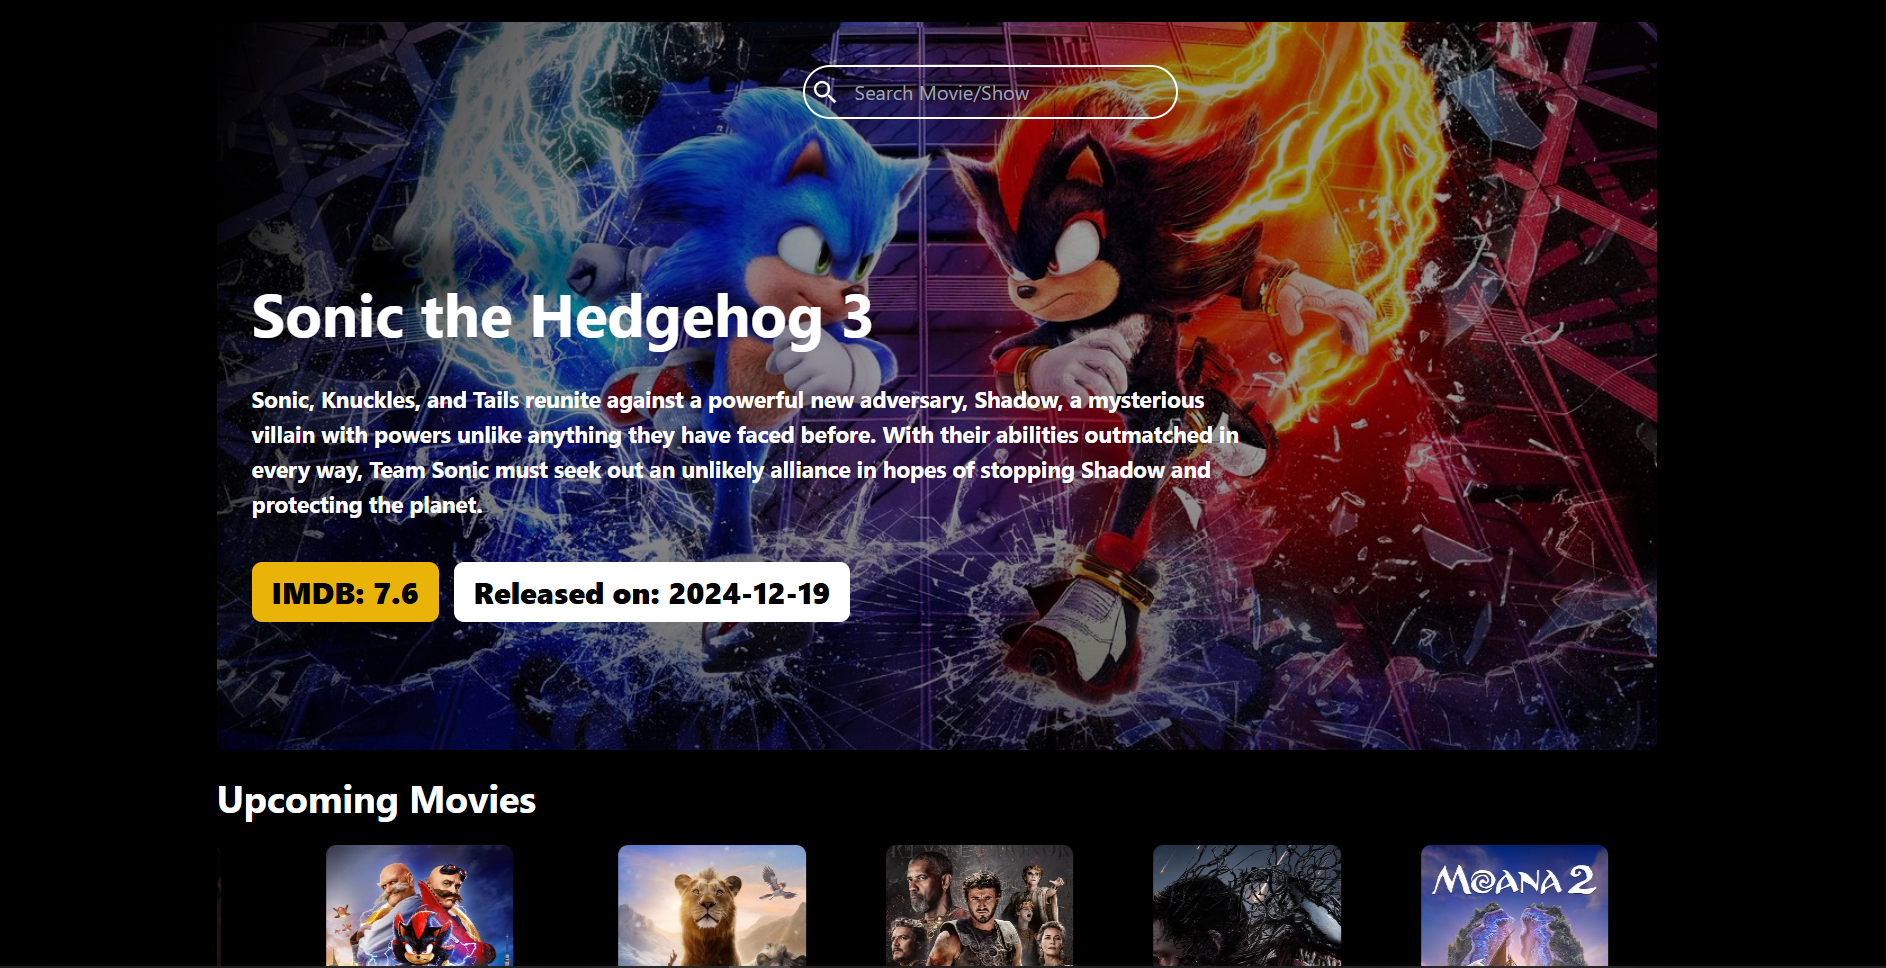 Search Movie/Show
Sonic the Hedgehog 3
Sonic, Knuckles, and Tails reunite against a powerful new adversary, Shadow, a mysterious
villain with powers unlike anything they have faced before. With their abilities outmatched in
every way, Team Sonic must seek out an unlikely alliance in hopes of stopping Shadow and
protecting the planet.
IMDB: 7.6
Released on: 2024-12-19
Upcoming Movies
MOANA 2